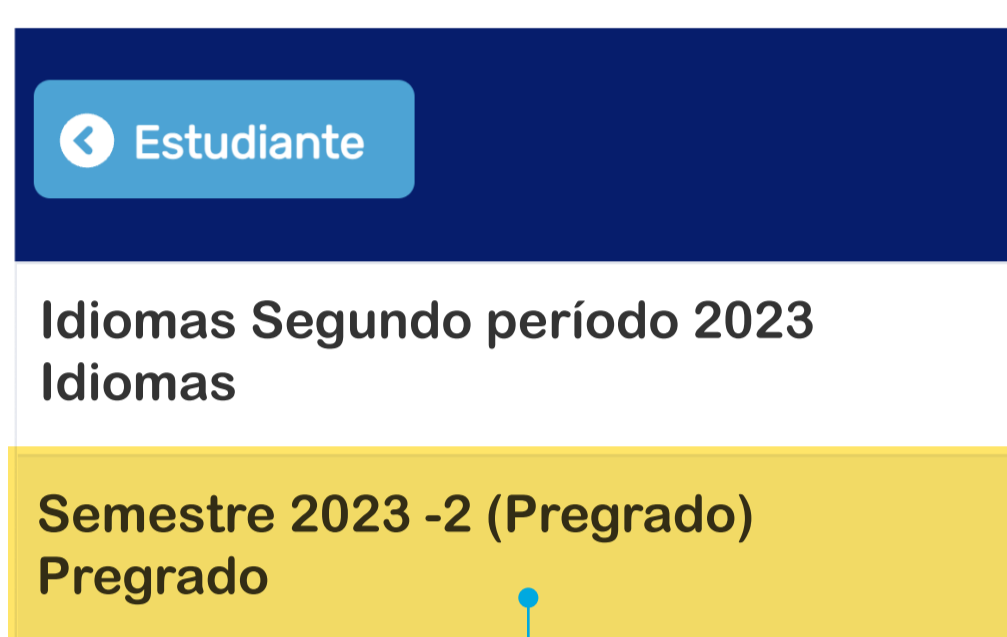 Estudiante
Idiomas Segundo período 2023
Idiomas
Semestre 2023 -2 (Pregrado)
Pregrado